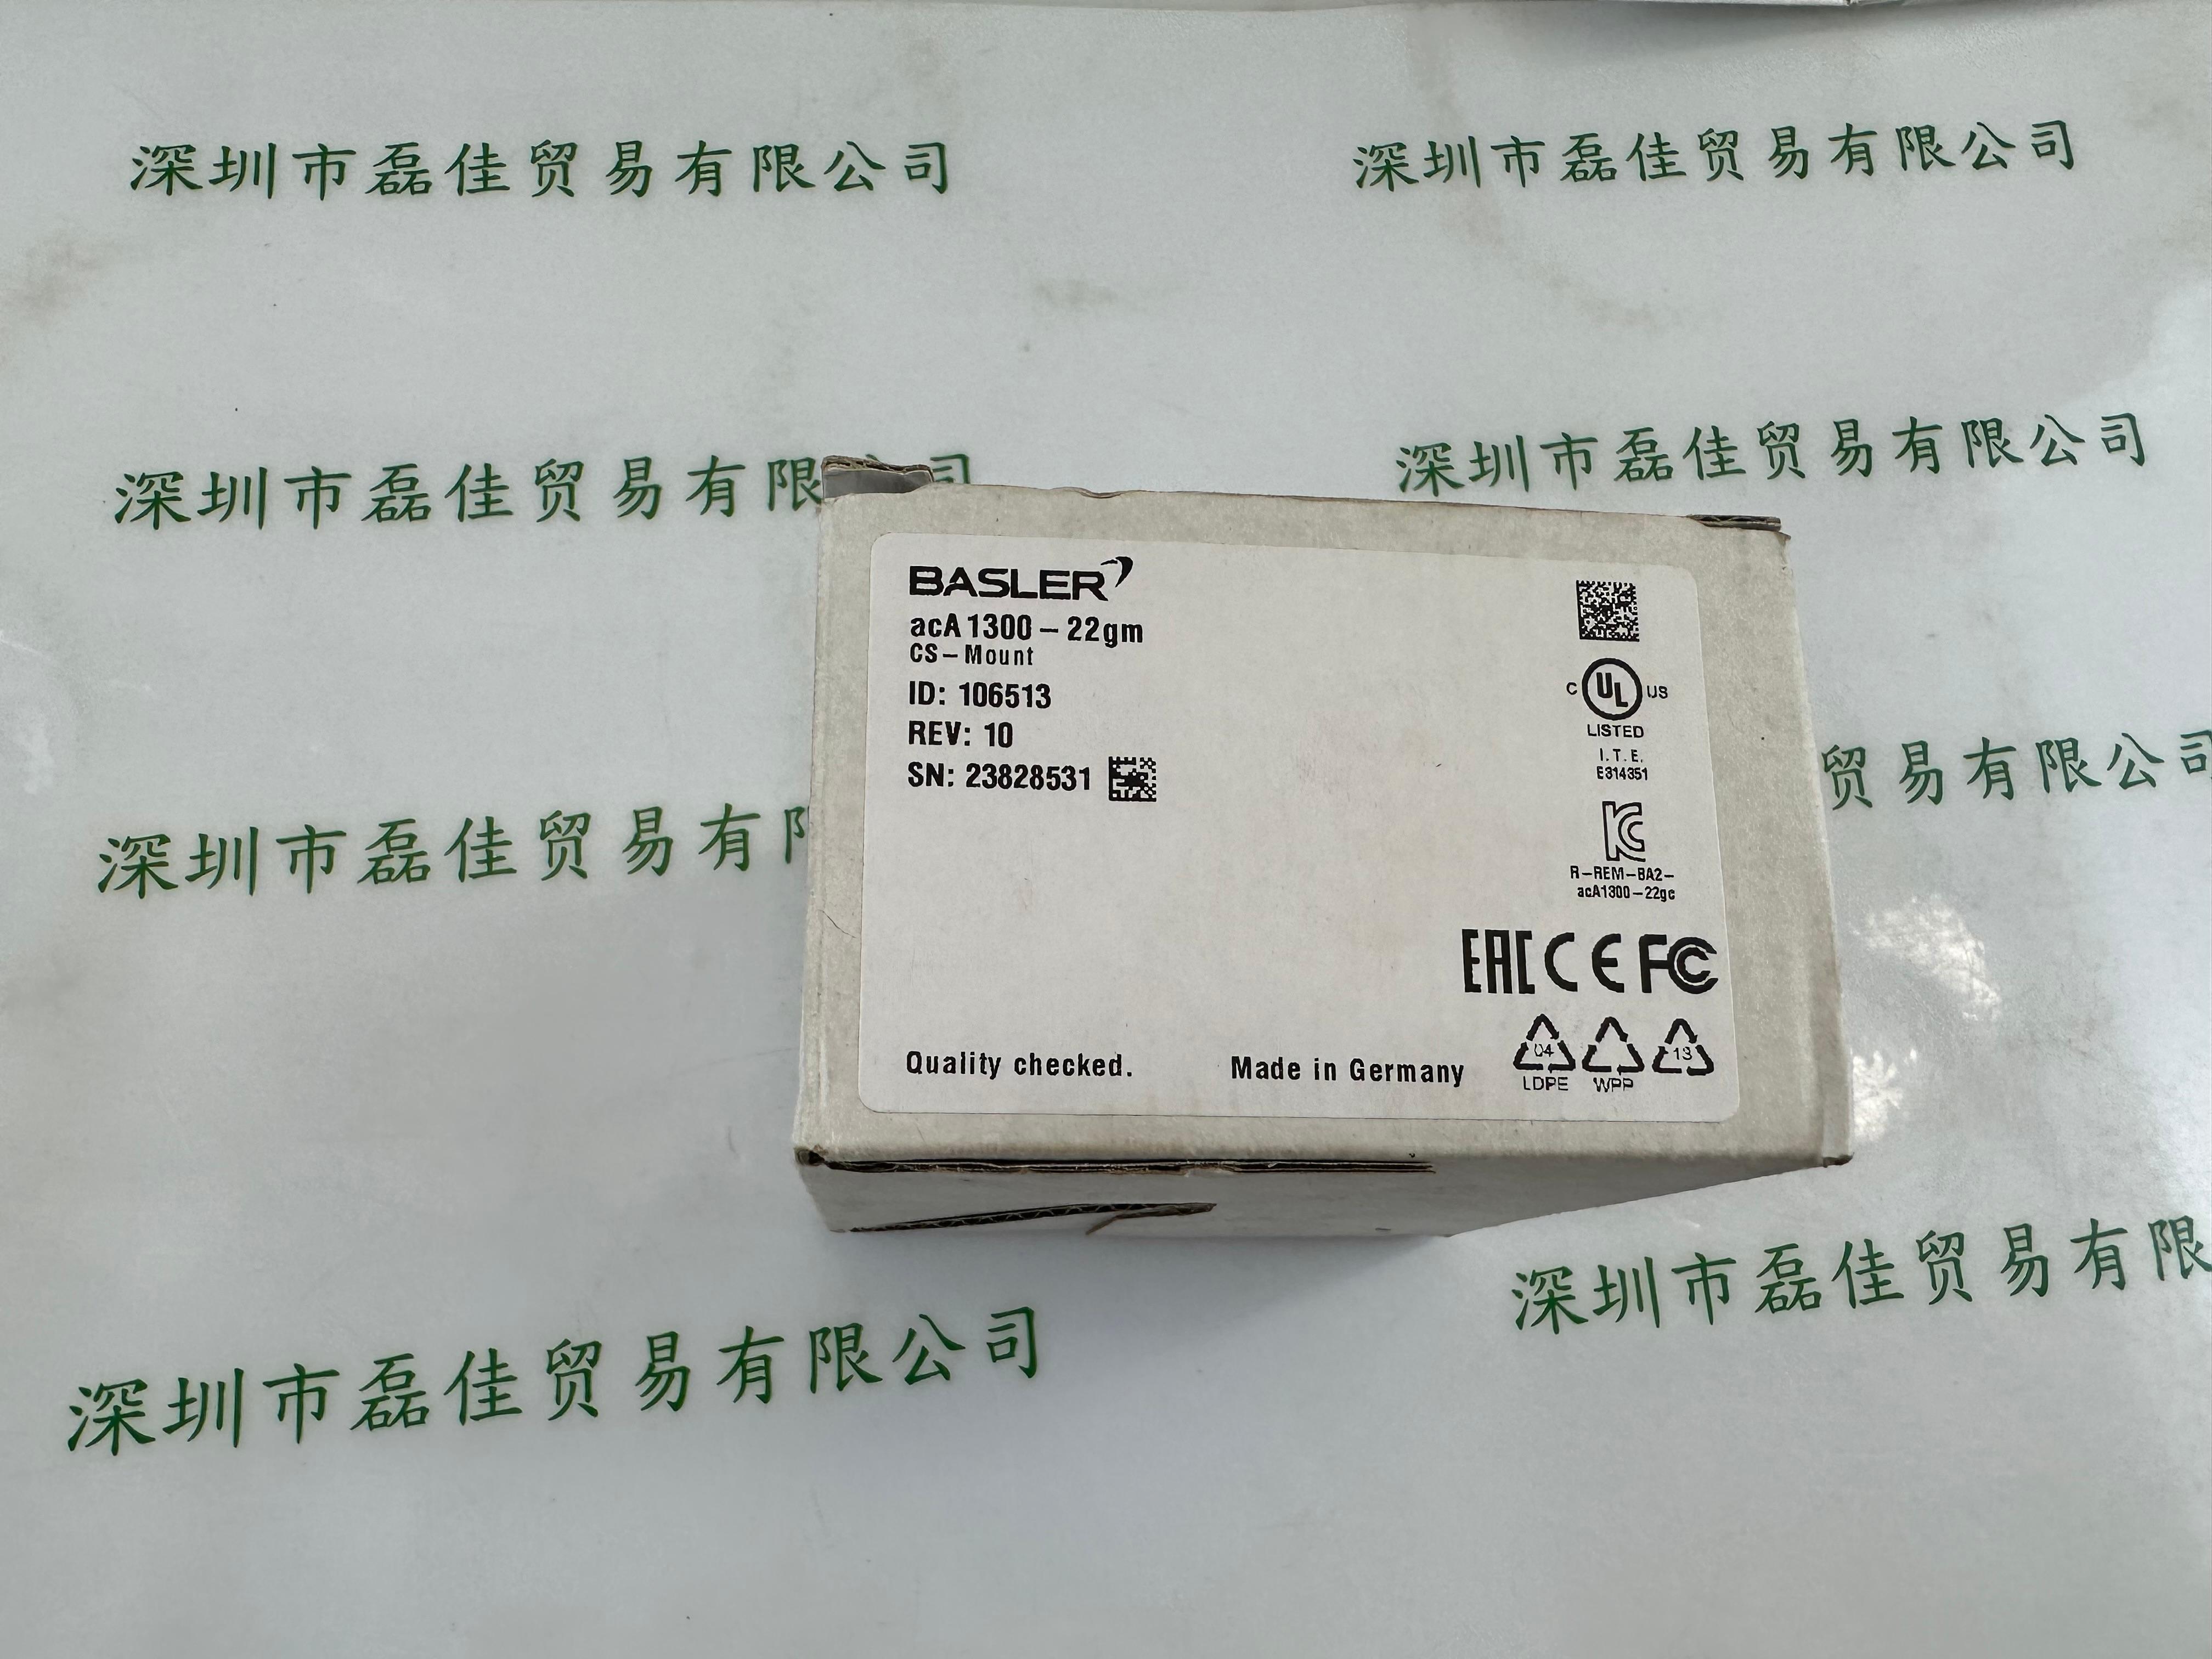 深圳市磊佳贸易有限公司
深圳市磊佳贸易有限公司
深圳市磊佳贸易有限 司
深圳市磊佳贸易有限公司
BASLER
acA1300-22gm
CS-Mount
ID: 106513
REV: 10
SN: 23828531
C UL US
LISTED
I.T.E.
E314351
R-REM-BA2-
acA1300-22gc
EAC CE FC
04
13
LDPE
WPP
Quality checked.
Made in Germany
深圳市磊佳贸易有
贸易有限公司
深圳市磊佳贸易有限公司
深圳市磊佳贸易有限